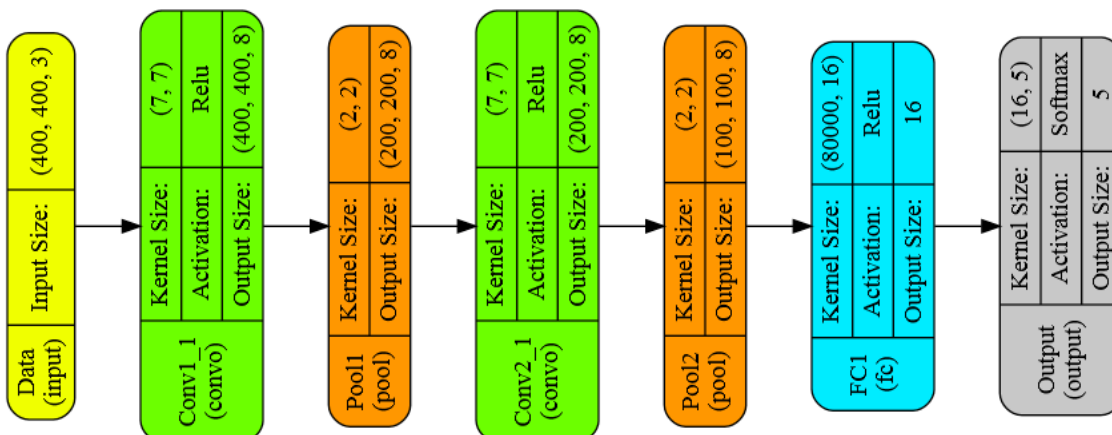 Data
(input)
Input Size:
(400, 400, 3)
Conv1_1
(convo)
Kernel Size:
(7, 7)
Activation:
Relu
Output Size:
(400, 400, 8)
Pool1
(pool)
Kernel Size:
(2, 2)
Output Size:
(200, 200, 8)
Conv2_1
(convo)
Kernel Size:
(7, 7)
Activation:
Relu
Output Size:
(200, 200, 8)
Pool2
(pool)
Kernel Size:
(2, 2)
Output Size:
(100, 100, 8)
FC1
(fc)
Kernel Size:
(80000, 16)
Activation:
Relu
Output Size:
16
Output
(output)
Kernel Size:
(16, 5)
Activation:
Softmax
Output Size:
5